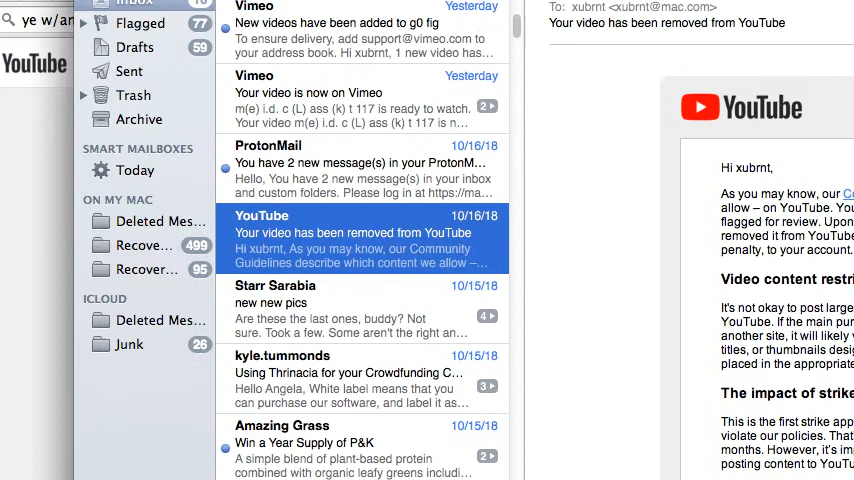 ye w/an
YouTube
Inbox
Flagged 77
Drafts 59
Sent
Trash
Archive
SMART MAILBOXES
Today
ON MY MAC
Deleted Mes...
Recove... 499
Recover... 95
ICLOUD
Deleted Mes...
Junk 26
Vimeo Yesterday
New videos have been added to g0 fig
To ensure delivery, add support@vimeo.com to
your address book. Hi xubrnt, 1 new video has...
Vimeo Yesterday
Your video is now on Vimeo
m(e) i.d. c (L) ass (k) t 117 is ready to watch. 2
Your video m(e) i.d. c (L) ass (k) t 117 is n...
ProtonMail 10/16/18
You have 2 new message(s) in your ProtonM...
Hello, You have 2 new messages(s) in your inbox
and custom folders. Please log in at https://ma...
YouTube 10/16/18
Your video has been removed from YouTube
Hi xubrnt, As you may know, our Community
Guidelines describe which content we allow –...
Starr Sarabia 10/15/18
new new pics
Are these the last ones, buddy? Not 4
sure. Took a few. Some aren't the right an...
kyle.tummonds 10/15/18
Using Thrinacia for your Crowdfunding C...
Hello Angela, White label means that you 3
can purchase our software, and label it as...
Amazing Grass 10/15/18
Win a Year Supply of P&K
A simple blend of plant-based protein 2
combined with organic leafy greens includi...
To: xubrnt <xubrnt@mac.com>
Your video has been removed from YouTube
YouTube
Hi xubrnt,
As you may know, our Co
allow – on YouTube. You
flagged for review. Upon
removed it from YouTube
penalty, to your account.
Video content restri
It's not okay to post large
YouTube. If the main pur
another site, it will likely v
titles, or thumbnails desig
placed in the appropriate
The impact of strike
This is the first strike app
violate our policies. That'
months. However, it's im
posting content to YouTu